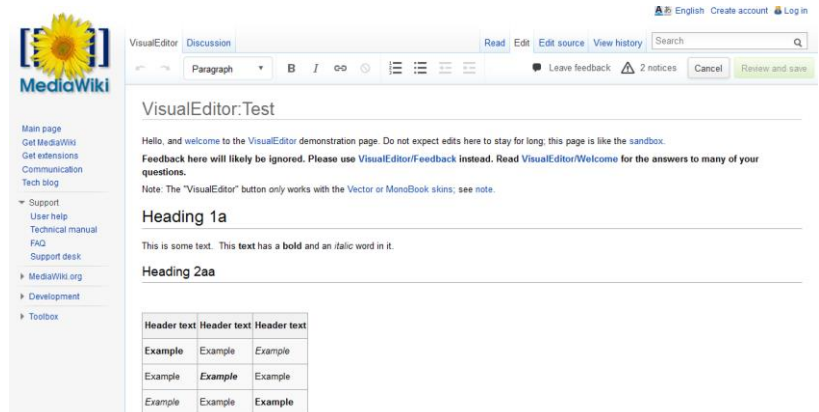 Aあ English Create account Log in
MediaWiki
VisualEditor Discussion Read Edit Edit source View history Search
Paragraph B I Leave feedback 2 notices Cancel Review and save
Main page
Get MediaWiki
Get extensions
Communication
Tech blog
Support
User help
Technical manual
FAQ
Support desk
MediaWiki.org
Development
Toolbox
VisualEditor:Test
Hello, and welcome to the VisualEditor demonstration page. Do not expect edits here to stay for long; this page is like the sandbox.
Feedback here will likely be ignored. Please use VisualEditor/Feedback instead. Read VisualEditor/Welcome for the answers to many of your
questions.
Note: The "VisualEditor" button only works with the Vector or MonoBook skins; see note.
Heading 1a
This is some text. This text has a bold and an italic word in it.
Heading 2aa
Header text Header text Header text
Example Example Example
Example Example Example
Example Example Example